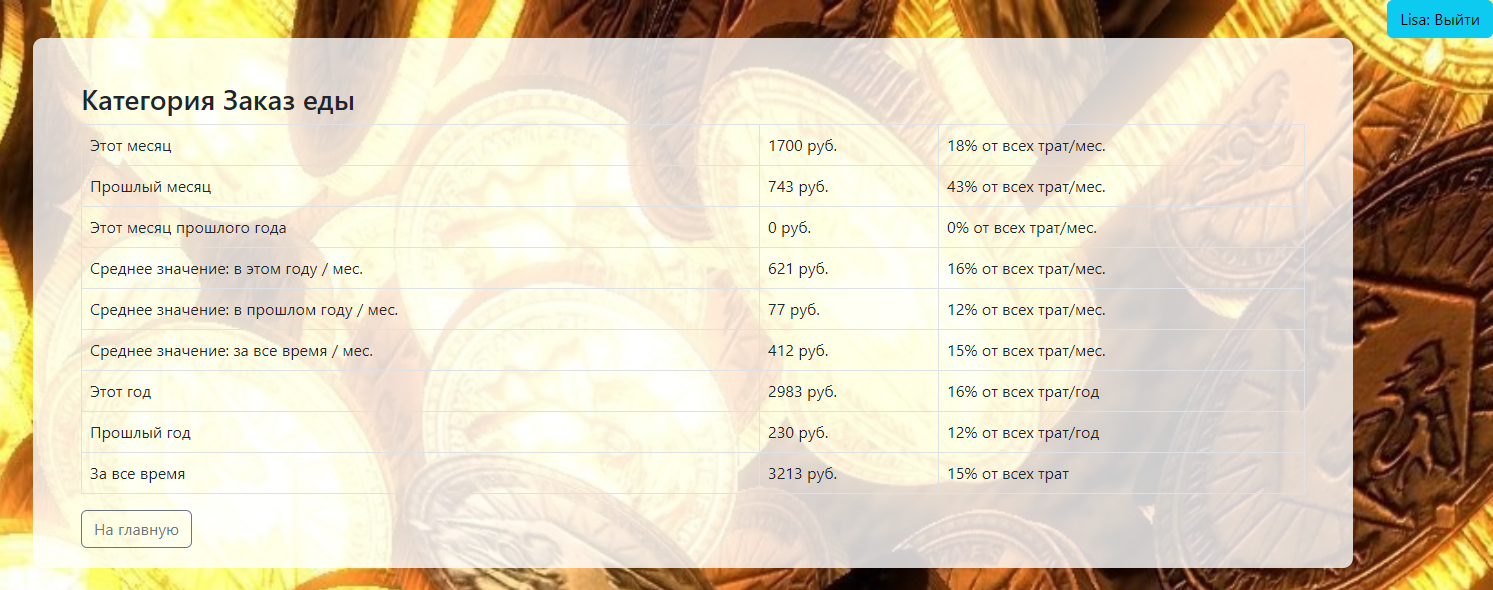 Lisa: Выйти
Категория Заказ еды
Этот месяц 1700 руб. 18% от всех трат/мес.
Прошлый месяц 743 руб. 43% от всех трат/мес.
Этот месяц прошлого года 0 руб. 0% от всех трат/мес.
Среднее значение: в этом году / мес. 621 руб. 16% от всех трат/мес.
Среднее значение: в прошлом году / мес. 77 руб. 12% от всех трат/мес.
Среднее значение: за все время / мес. 412 руб. 15% от всех трат/мес.
Этот год 2983 руб. 16% от всех трат/год
Прошлый год 230 руб. 12% от всех трат/год
За все время 3213 руб. 15% от всех трат
На главную